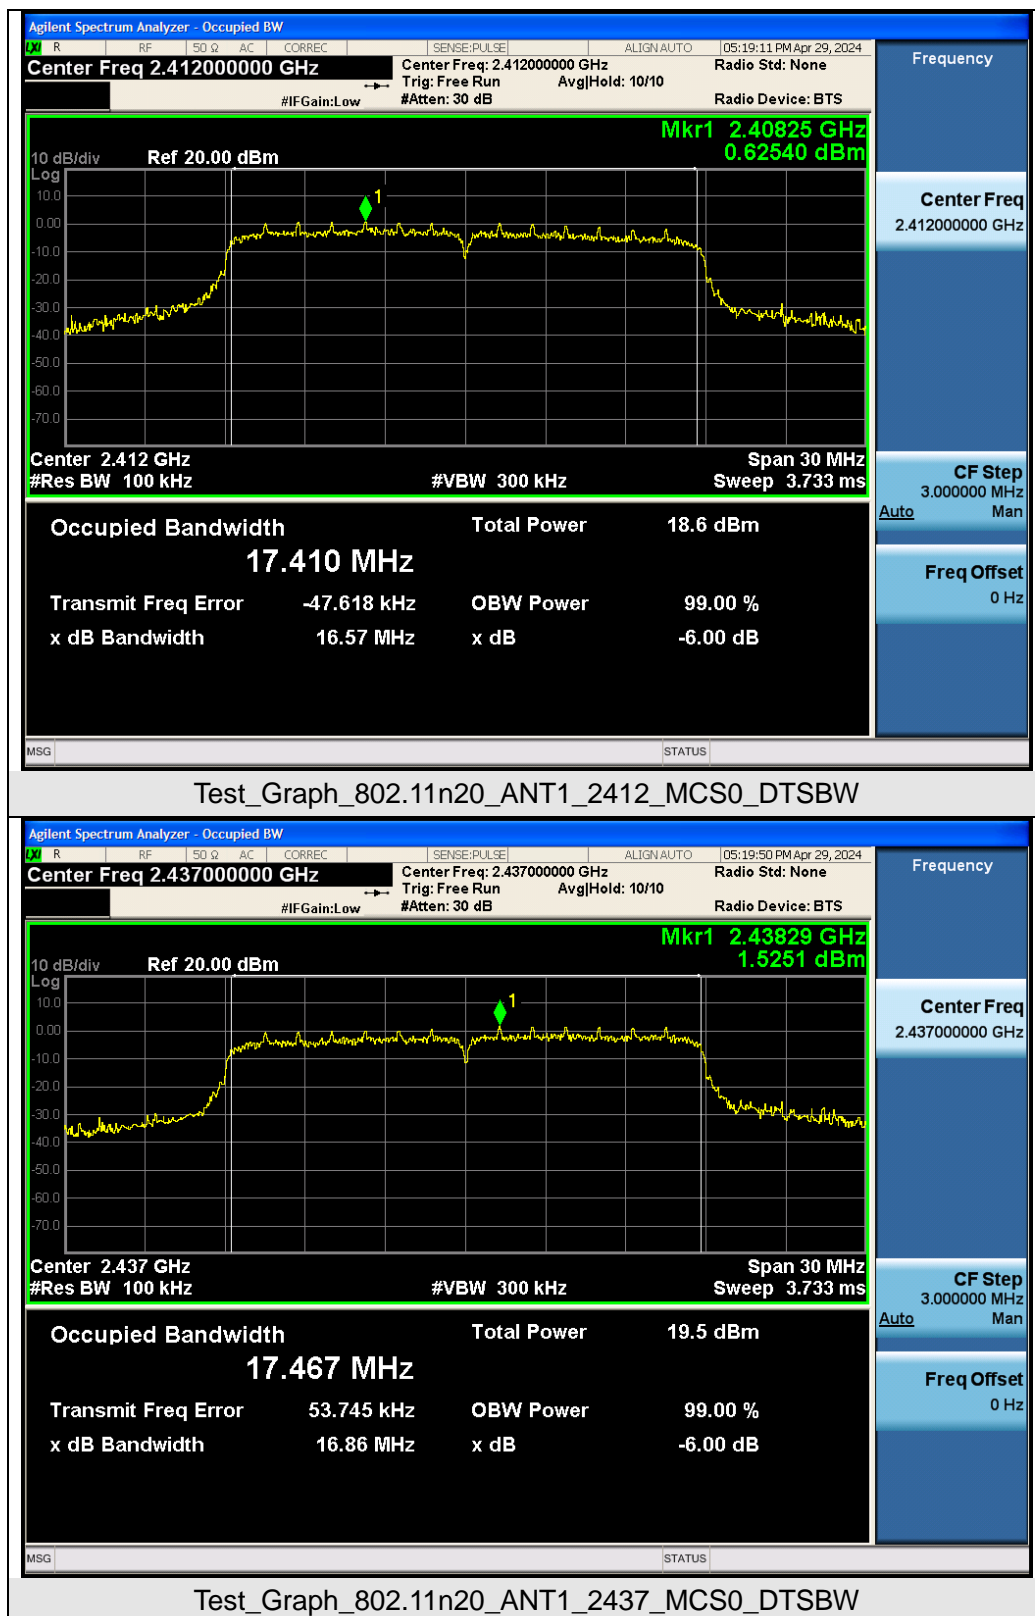 Agilent Spectrum Analyzer - Occupied BW
LXI R RF 50 Ω AC CORREC SENSE:PULSE ALIGN AUTO 05:19:11 PM Apr 29, 2024
Center Freq 2.412000000 GHz
Center Freq: 2.412000000 GHz Radio Std: None
Trig: Free Run Avg|Hold: 10/10
#IFGain:Low #Atten: 30 dB Radio Device: BTS
Frequency
Mkr1 2.40825 GHz
0.62540 dBm
10 dB/div Ref 20.00 dBm
Log
10.0
0.00
-10.0
-20.0
-30.0
-40.0
-50.0
-60.0
-70.0
1
Center 2.412 GHz Span 30 MHz
#Res BW 100 kHz #VBW 300 kHz Sweep 3.733 ms
Center Freq
2.412000000 GHz
CF Step
3.000000 MHz
Auto Man
Freq Offset
0 Hz
Occupied Bandwidth Total Power 18.6 dBm
17.410 MHz
Transmit Freq Error -47.618 kHz OBW Power 99.00 %
x dB Bandwidth 16.57 MHz x dB -6.00 dB
MSG STATUS
Test_Graph_802.11n20_ANT1_2412_MCS0_DTSBW
Agilent Spectrum Analyzer - Occupied BW
LXI R RF 50 Ω AC CORREC SENSE:PULSE ALIGN AUTO 05:19:50 PM Apr 29, 2024
Center Freq 2.437000000 GHz
Center Freq: 2.437000000 GHz Radio Std: None
Trig: Free Run Avg|Hold: 10/10
#IFGain:Low #Atten: 30 dB Radio Device: BTS
Frequency
Mkr1 2.43829 GHz
1.5251 dBm
10 dB/div Ref 20.00 dBm
Log
10.0
0.00
-10.0
-20.0
-30.0
-40.0
-50.0
-60.0
-70.0
1
Center 2.437 GHz Span 30 MHz
#Res BW 100 kHz #VBW 300 kHz Sweep 3.733 ms
Center Freq
2.437000000 GHz
CF Step
3.000000 MHz
Auto Man
Freq Offset
0 Hz
Occupied Bandwidth Total Power 19.5 dBm
17.467 MHz
Transmit Freq Error 53.745 kHz OBW Power 99.00 %
x dB Bandwidth 16.86 MHz x dB -6.00 dB
MSG STATUS
Test_Graph_802.11n20_ANT1_2437_MCS0_DTSBW